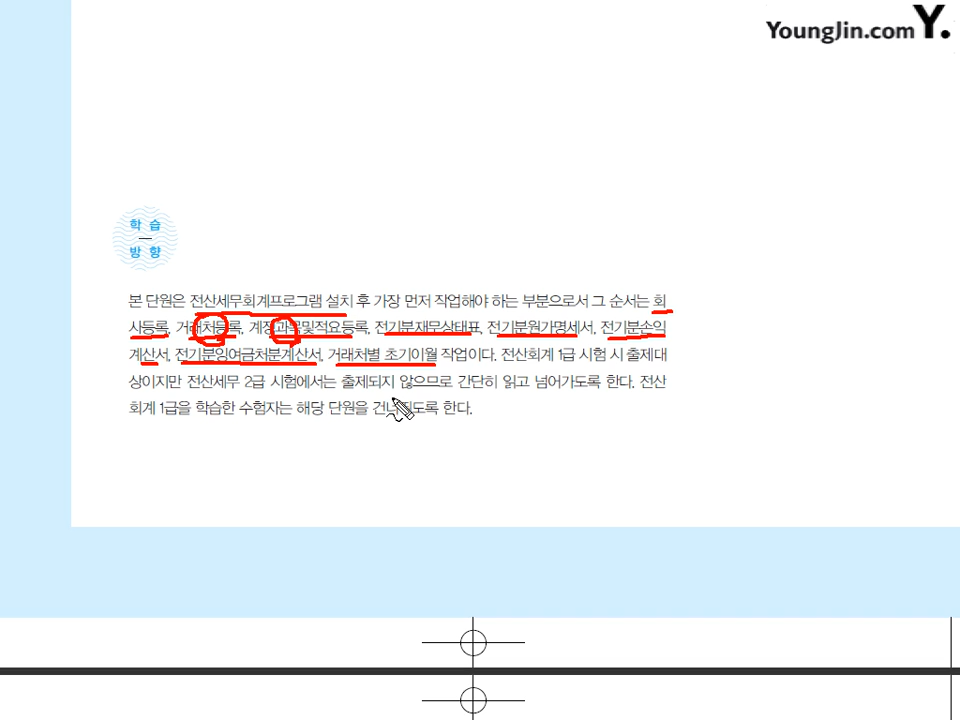 YoungJin.com Y.
학 습
방 향
본 단원은 전산세무회계프로그램 설치 후 가장 먼저 작업해야 하는 부분으로서 그 순서는 회
사등록, 거래처등록, 계정과목및적요등록, 전기분재무상태표, 전기분원가명세서, 전기분손익
계산서, 전기분잉여금처분계산서, 거래처별 초기이월 작업이다. 전산회계 1급 시험 시 출제대
상이지만 전산세무 2급 시험에서는 출제되지 않으므로 간단히 읽고 넘어가도록 한다. 전산
회계 1급을 학습한 수험자는 해당 단원을 건너뛰도록 한다.